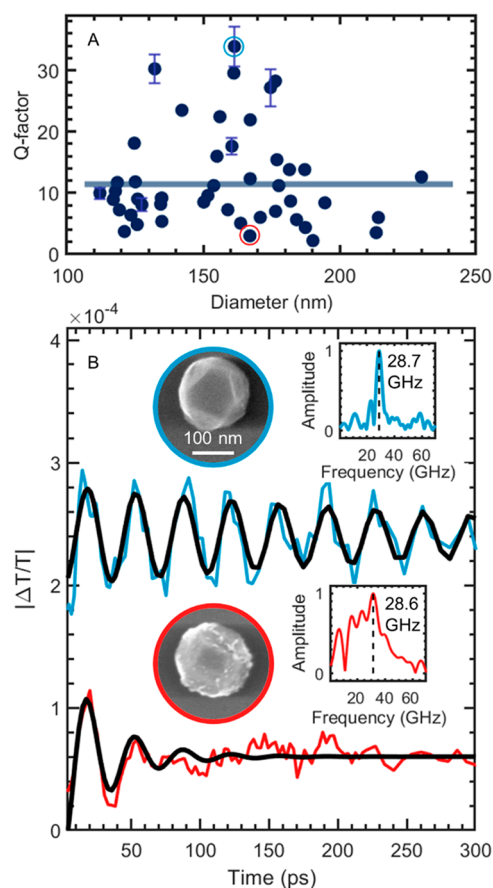 A
Q-factor
30
20
10
0
100
150
200
250
Diameter (nm)
×10⁻⁴
B
|ΔT/T|
4
3
2
1
0
100 nm
Amplitude
1
0
28.7
GHz
20 40 60
Frequency (GHz)
Amplitude
1
0
28.6
GHz
20 40 60
Frequency (GHz)
50
100
150
200
250
300
Time (ps)